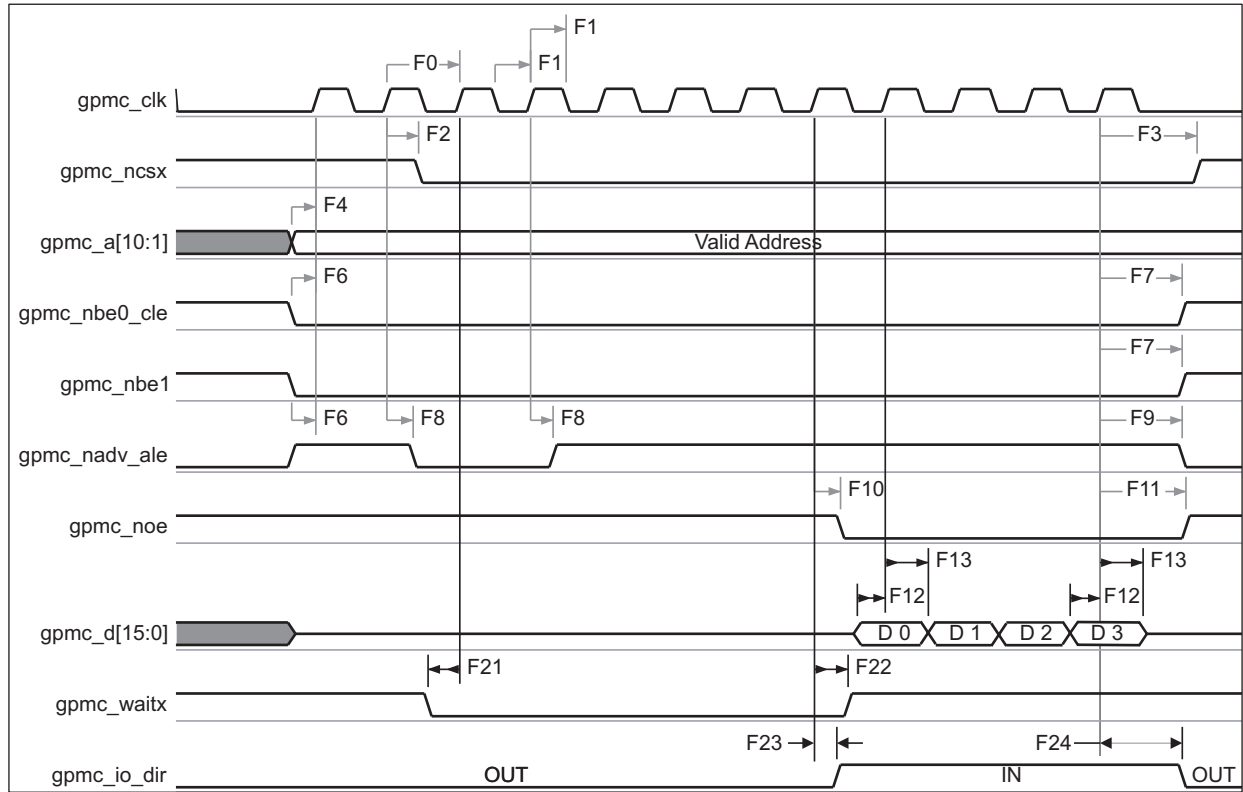 F1
F0
F1
gpmc_clk
F2
F3
gpmc_ncsx
F4
gpmc_a[10:1]
Valid Address
F6
F7
gpmc_nbe0_cle
F7
gpmc_nbe1
F6
F8
F8
F9
gpmc_nadv_ale
F10
F11
gpmc_noe
F13
F13
F12
F12
gpmc_d[15:0]
D 0
D 1
D 2
D 3
F21
F22
gpmc_waitx
F23
F24
gpmc_io_dir
OUT
IN
OUT